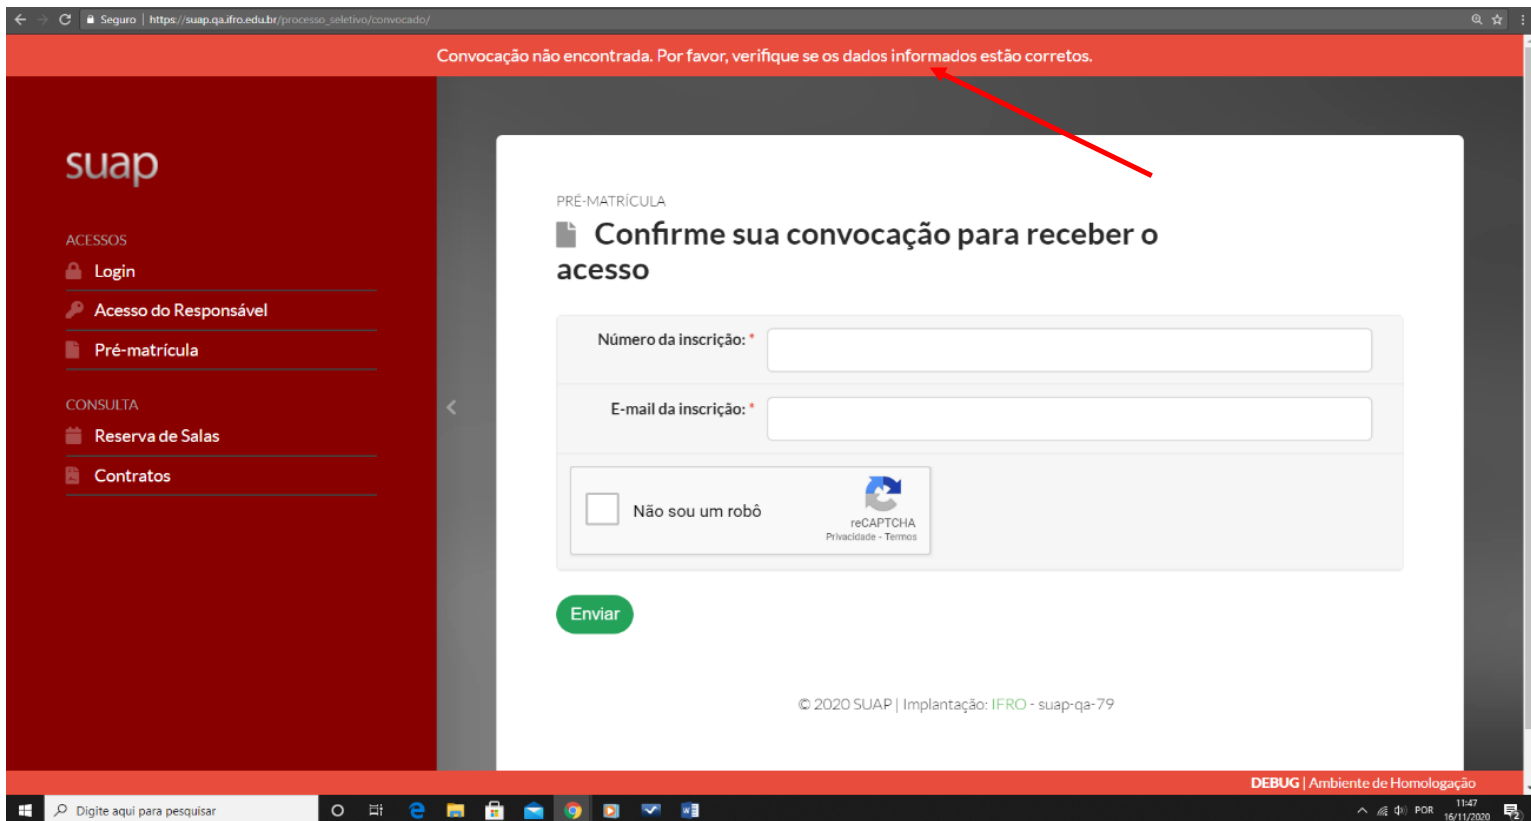 Seguro | https://suap.qa.ifro.edu.br/processo_seletivo/convocado/
Convocação não encontrada. Por favor, verifique se os dados informados estão corretos.
suap
ACESSOS
Login
Acesso do Responsável
Pré-matrícula
CONSULTA
Reserva de Salas
Contratos
PRÉ-MATRÍCULA
Confirme sua convocação para receber o
acesso
Número da inscrição: *
E-mail da inscrição: *
Não sou um robô
reCAPTCHA
Privacidade - Termos
Enviar
© 2020 SUAP | Implantação: IFRO - suap-qa-79
DEBUG | Ambiente de Homologação
Digite aqui para pesquisar
POR
11:47
16/11/2020